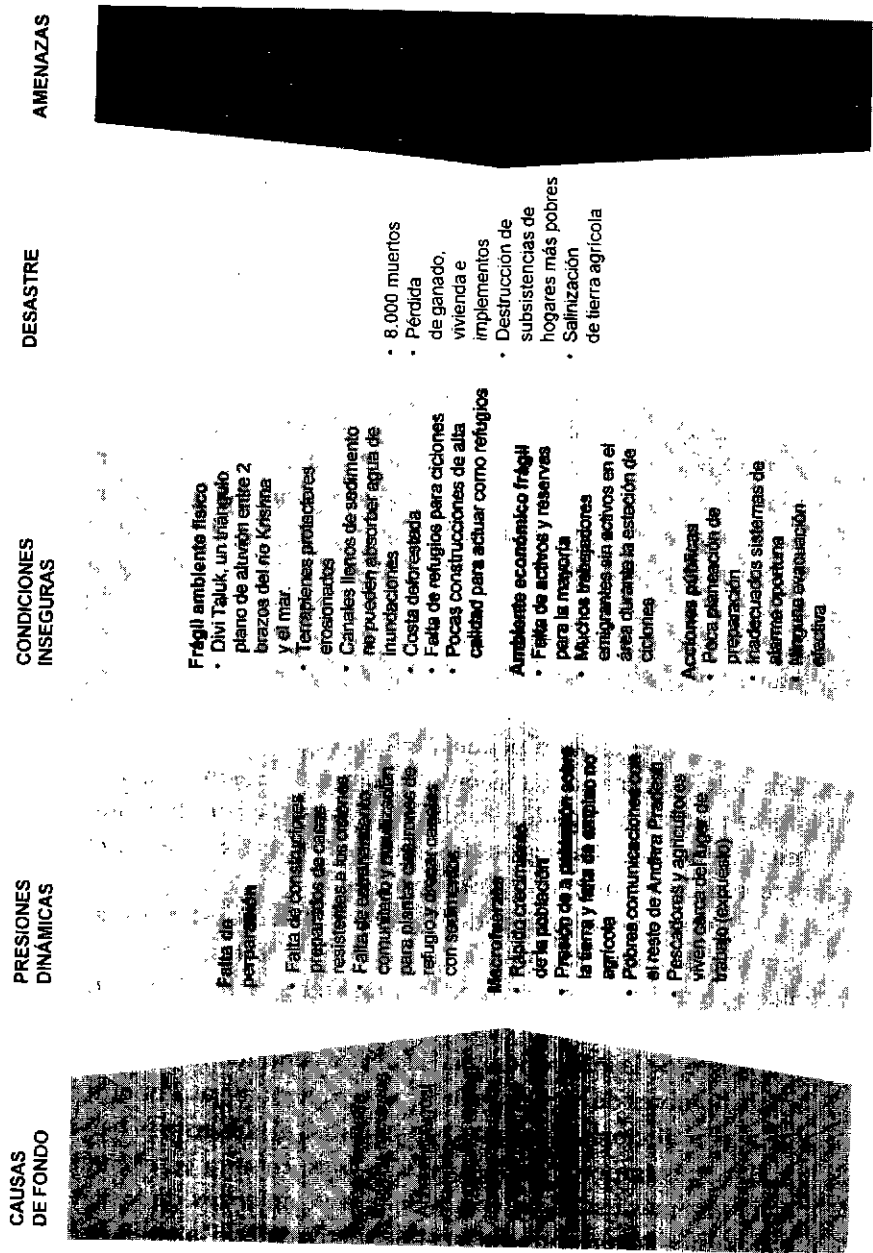 CAUSAS
DE FONDO
PRESIONES
DINÁMICAS
Falta de
perparación
• Falta de constructores
preparados de casas
resistentes a los ciclones
• Falta de
comunitario y movilización
para plantar cinturones de
refugio y dragar canales
con sedimentos
Macrofuerzas
• Rápido crecimiento
de la población
• Presión de a población sobre
la tierra y falta de empleo no
agrícola
• Pobres comunicaciones con
el resto de Andhra Pradesh
• Pescadores y agricultores
viven cerca del lugar de
trabajo (expuesto)
CONDICIONES
INSEGURAS
Frágil ambiente físico
• Divi Taluk, un triángulo
plano de aluvión entre 2
brazos del río Krishna
y el mar.
• Terraplenes protectores
erosionados
• Canales llenos de sedimento
no pueden absorber agua de
inundaciones
• Costa deforestada
• Falta de refugios para ciclones
• Pocas construcciones de alta
calidad para actuar como refugios
Ambiente económico frágil
• Falta de activos y reservas
para la mayoría
• Muchos trabajadores
emigrantes sin activos en el
área durante la estación de
ciclones
Acciones públicas
• Poca planeación de
preparación
• Inadecuados sistemas de
alarma oportuna
• Ninguna evacuación
efectiva
DESASTRE
• 8.000 muertos
• Pérdida
de ganado,
vivienda e
implementos
• Destrucción de
subsistencias de
hogares más pobres
• Salinización
de tierra agrícola
AMENAZAS